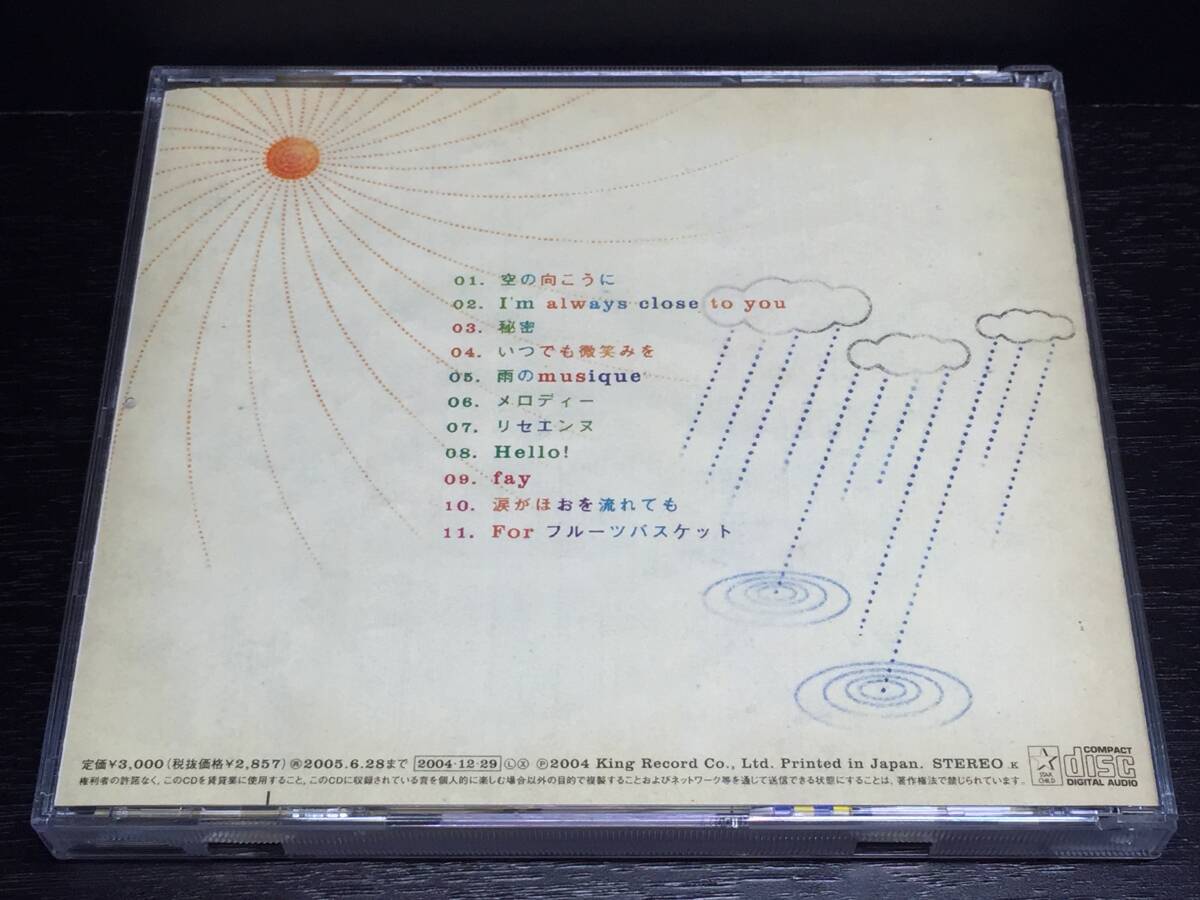 01. 空の向こうに
02. I'm always close to you
03. 秘密
04. いつでも微笑みを
05. 雨のmusique
06. メロディー
07. リセエンヌ
08. Hello!
09. fay
10. 涙がほおを流れても
11. For フルーツバスケット
定価¥3,000(税抜価格¥2,857)㋫2005.6.28まで 2004・12・29 ⓁⓍ ℗2004 King Record Co., Ltd. Printed in Japan. STEREO .K
権利者の許諾なく、このCDを賃貸業に使用すること、このCDに収録されている音を個人的に楽しむ場合以外の目的で複製することおよびネットワーク等を通じて送信できる状態にすることは、著作権法で禁じられています。
STAR CHILD
COMPACT disc DIGITAL AUDIO